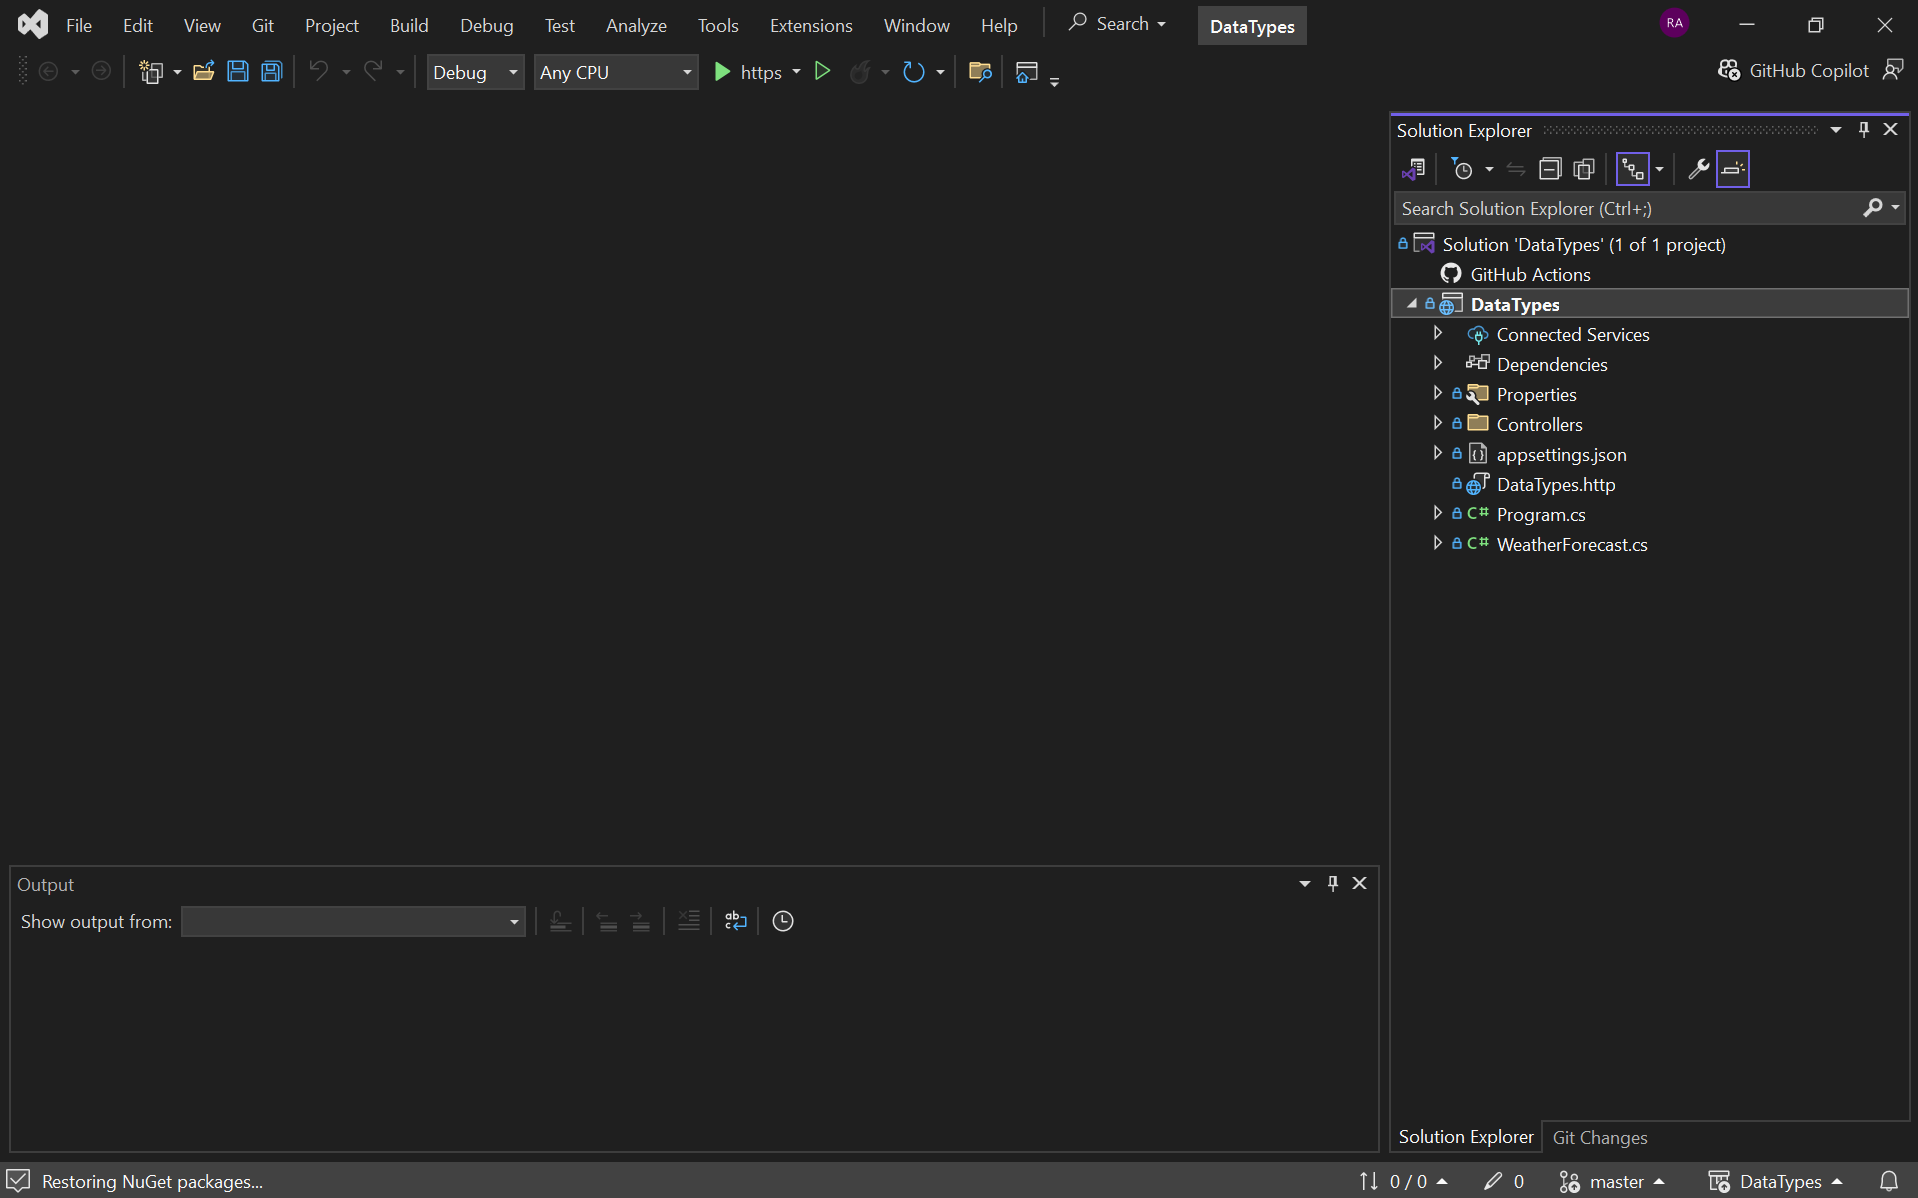 File Edit View Git Project Build Debug Test Analyze Tools Extensions Window Help Search DataTypes RA
Debug Any CPU https GitHub Copilot
Solution Explorer
Search Solution Explorer (Ctrl+;)
Solution 'DataTypes' (1 of 1 project)
GitHub Actions
DataTypes
Connected Services
Dependencies
Properties
Controllers
appsettings.json
DataTypes.http
C# Program.cs
C# WeatherForecast.cs
Output
Show output from:
Solution Explorer Git Changes
Restoring NuGet packages... 0 / 0 0 master DataTypes